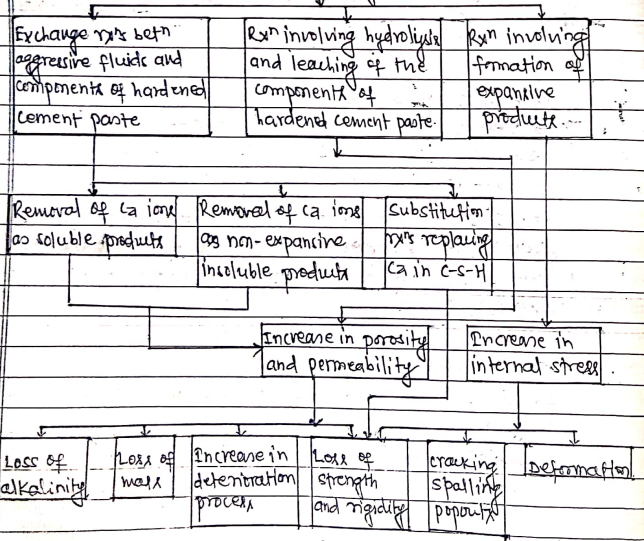 Exchange rxns betn
aggressive fluids and
components of hardened
cement paste
Rxn involving hydrolysis
and leaching of the
components of
hardened cement paste.
Rxn involving
formation of
expansive
products.
Removal of Ca ions
as soluble products
Removal of Ca ions
as non-expansive
insoluble products
Substitution
rxns replacing
Ca in C-S-H
Increase in porosity
and permeability
Increase in
internal stress.
Loss of
alkalinity
Loss of
mass
Increase in
deterioration
process
Loss of
strength
and rigidity
cracking
spalling
popouts
Deformation